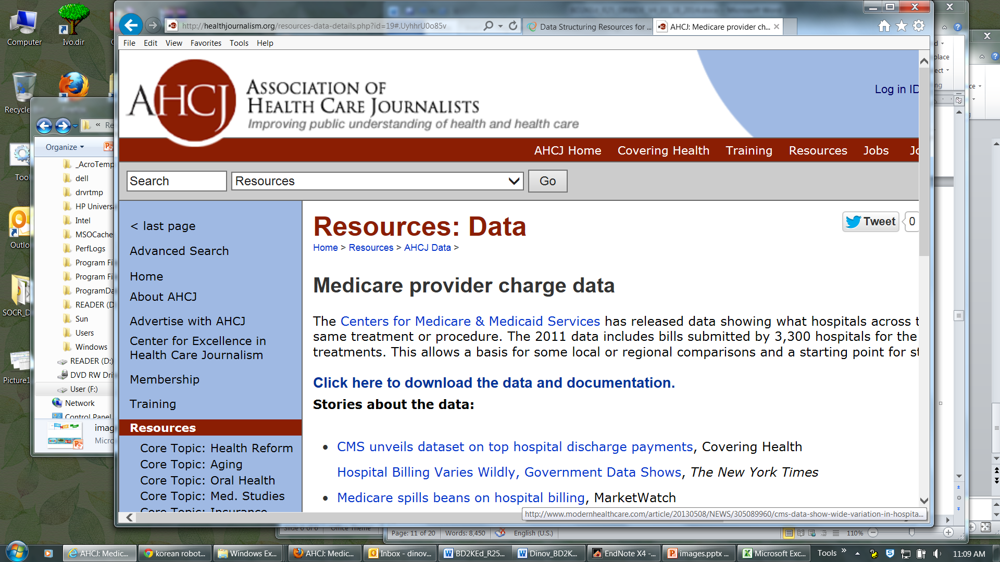 Computer
Ivo.dir
Recycle
Tool
Outlo
SOCR_D
Picture1
Organize
_AcroTemp
dell
drvrtmp
HP Univers
Intel
MSOCache
PerfLogs
Program Fi
Program Fi
ProgramDa
READER (D
Sun
Users
Windows
READER (D:)
DVD RW Dri
User (F:)
Network
Control Panel
imag
Micro
http://healthjournalism.org/resources-data-details.php?id=19#.UyhhrU0o85v
Data Structuring Resources for ...
AHCJ: Medicare provider ch...
File Edit View Favorites Tools Help
AHCJ
ASSOCIATION OF
HEALTH CARE JOURNALISTS
Improving public understanding of health and health care
Log in ID
AHCJ Home Covering Health Training Resources Jobs Jo
Search Resources Go
< last page
Advanced Search
Home
About AHCJ
Advertise with AHCJ
Center for Excellence in
Health Care Journalism
Membership
Training
Resources
Core Topic: Health Reform
Core Topic: Aging
Core Topic: Oral Health
Core Topic: Med. Studies
Core Topic: Insurance
Resources: Data
Tweet 0
Home > Resources > AHCJ Data >
Medicare provider charge data
The Centers for Medicare & Medicaid Services has released data showing what hospitals across t
same treatment or procedure. The 2011 data includes bills submitted by 3,300 hospitals for the
treatments. This allows a basis for some local or regional comparisons and a starting point for st
Click here to download the data and documentation.
Stories about the data:
• CMS unveils dataset on top hospital discharge payments, Covering Health
Hospital Billing Varies Wildly, Government Data Shows, The New York Times
• Medicare spills beans on hospital billing, MarketWatch
http://www.modernhealthcare.com/article/20130508/NEWS/305089960/cms-data-show-wide-variation-in-hospita...
Page: 11 of 20 Words: 8,450 English (U.S.) 110%
AHCJ: Medic... korean robot... Windows Ex... AHCJ: Medic... Inbox - dinov... BD2KEd_R25... Dinov_BD2K... EndNote X4 -... images.pptx ... Microsoft Exc... Tools » 11:09 AM